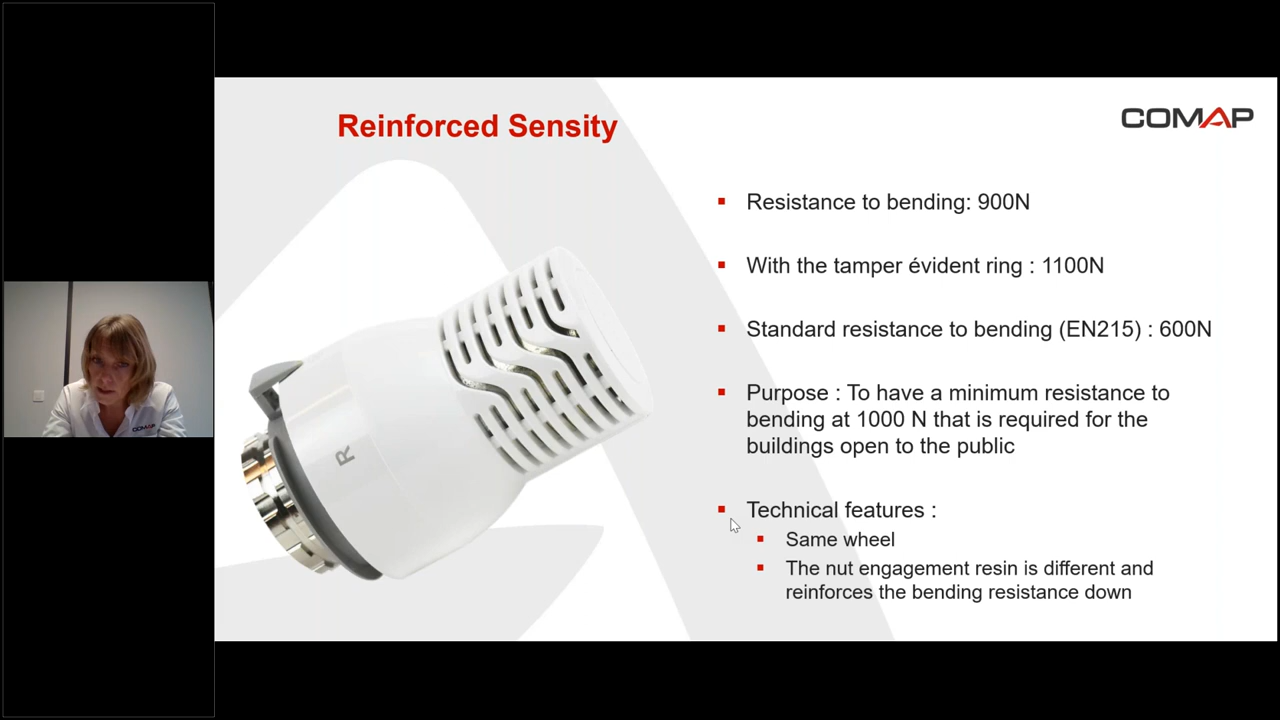 Reinforced Sensity
COMAP
Resistance to bending: 900N
With the tamper évident ring : 1100N
Standard resistance to bending (EN215) : 600N
Purpose : To have a minimum resistance to
bending at 1000 N that is required for the
buildings open to the public
Technical features :
Same wheel
The nut engagement resin is different and
reinforces the bending resistance down
R
COMAP